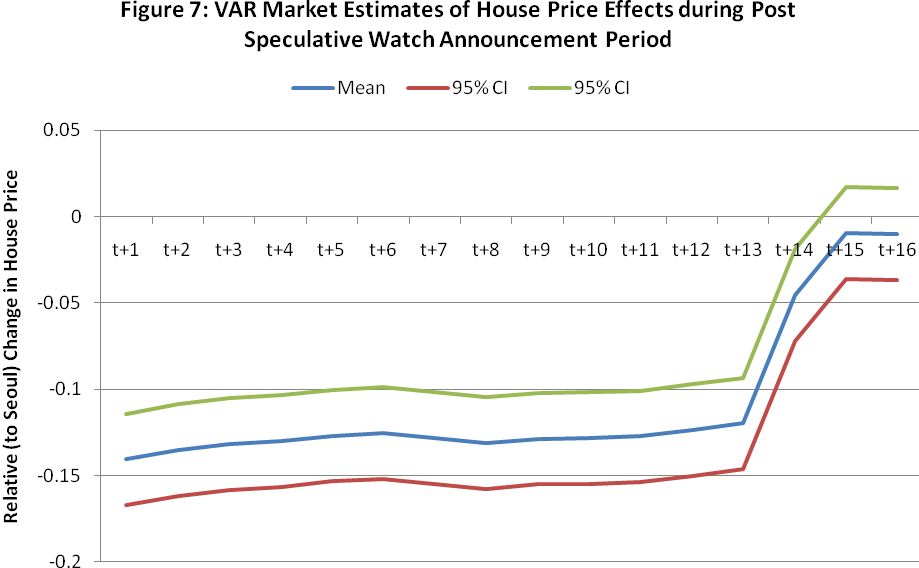 Figure 7: VAR Market Estimates of House Price Effects during Post
Speculative Watch Announcement Period
Mean 95% CI 95% CI
Relative (to Seoul) Change in House Price
0.05
0
t+1 t+2 t+3 t+4 t+5 t+6 t+7 t+8 t+9 t+10 t+11 t+12 t+13 t+14 t+15 t+16
-0.05
-0.1
-0.15
-0.2